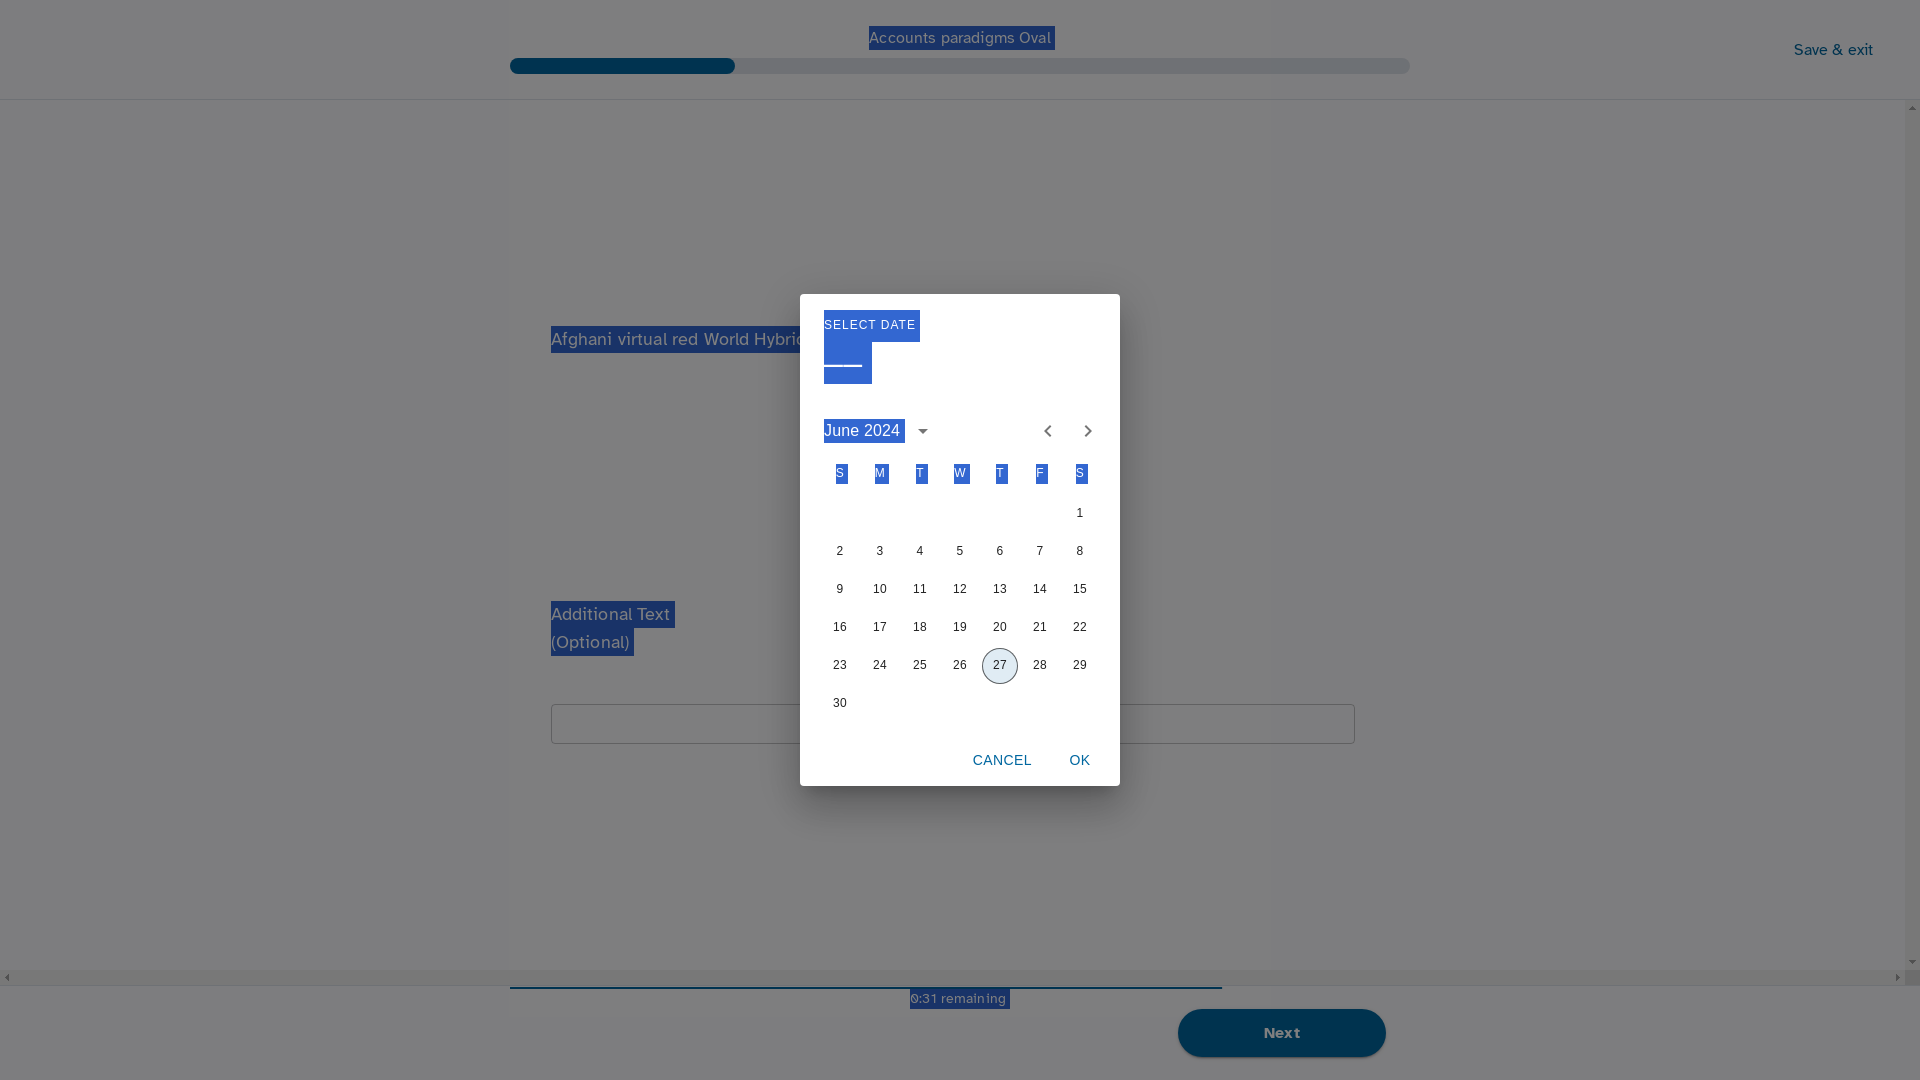 Accounts paradigms Oval
Save & exit
Afghani virtual red World
Additional Text
(Optional)
SELECT DATE
––
June 2024
S M T W T F S
1
2 3 4 5 6 7 8
9 10 11 12 13 14 15
16 17 18 19 20 21 22
23 24 25 26 27 28 29
30
CANCEL OK
0:31 remaining
Next